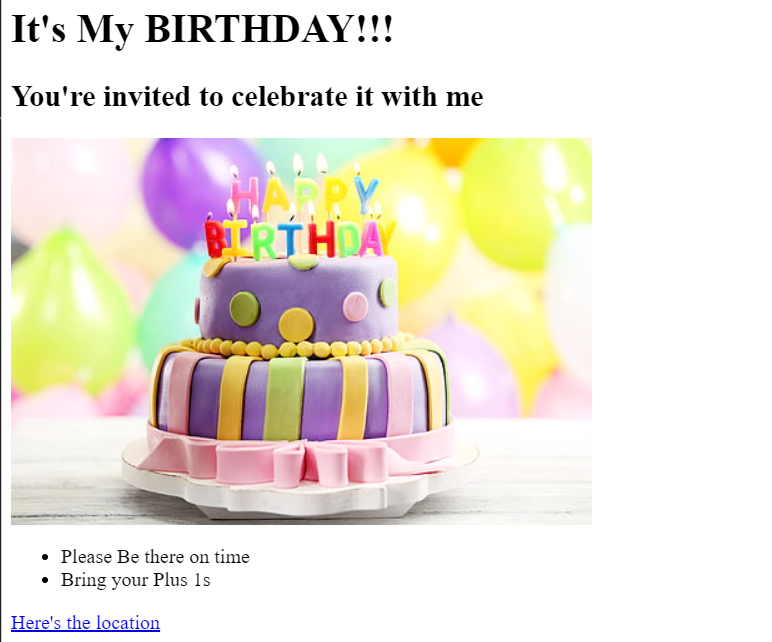 It's My BIRTHDAY!!!
You're invited to celebrate it with me
HAPPY
BIRTHDAY
Please Be there on time
Bring your Plus 1s
Here's the location